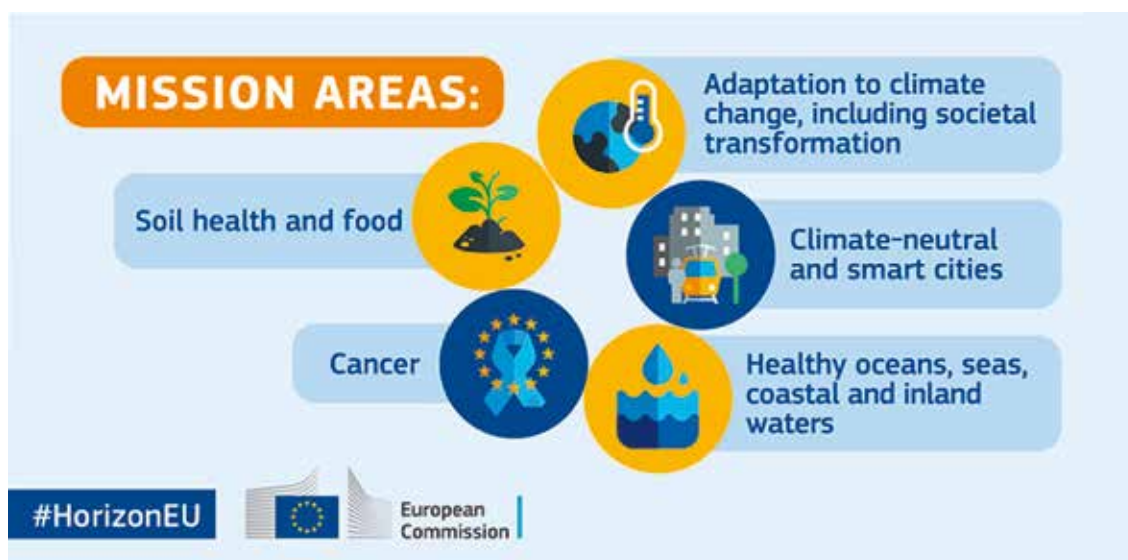 MISSION AREAS:
Adaptation to climate
change, including societal
transformation
Soil health and food
Climate-neutral
and smart cities
Cancer
Healthy oceans, seas,
coastal and inland
waters
#HorizonEU
European
Commission